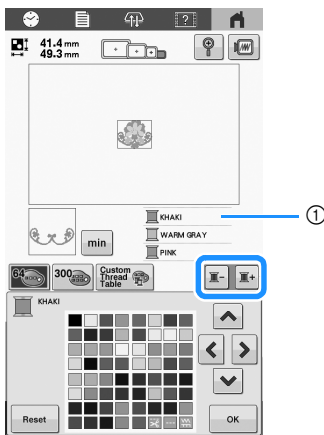 41.4 mm
49.3 mm
①
KHAKI
WARM GRAY
PINK
min
64
300
Custom
Thread
Table
KHAKI
Reset
OK